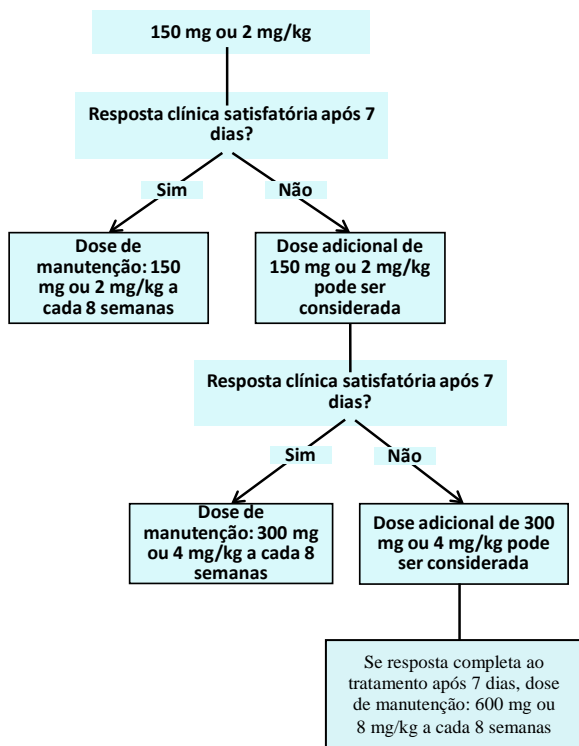 150 mg ou 2 mg/kg
Resposta clínica satisfatória após 7
dias?
Sim
Não
Dose de
manutenção: 150
mg ou 2 mg/kg a
cada 8 semanas
Dose adicional de
150 mg ou 2 mg/kg
pode ser
considerada
Resposta clínica satisfatória após 7
dias?
Sim
Não
Dose de
manutenção: 300 mg
ou 4 mg/kg a cada 8
semanas
Dose adicional de 300
mg ou 4 mg/kg pode
ser considerada
Se resposta completa ao
tratamento após 7 dias, dose
de manutenção: 600 mg ou
8 mg/kg a cada 8 semanas